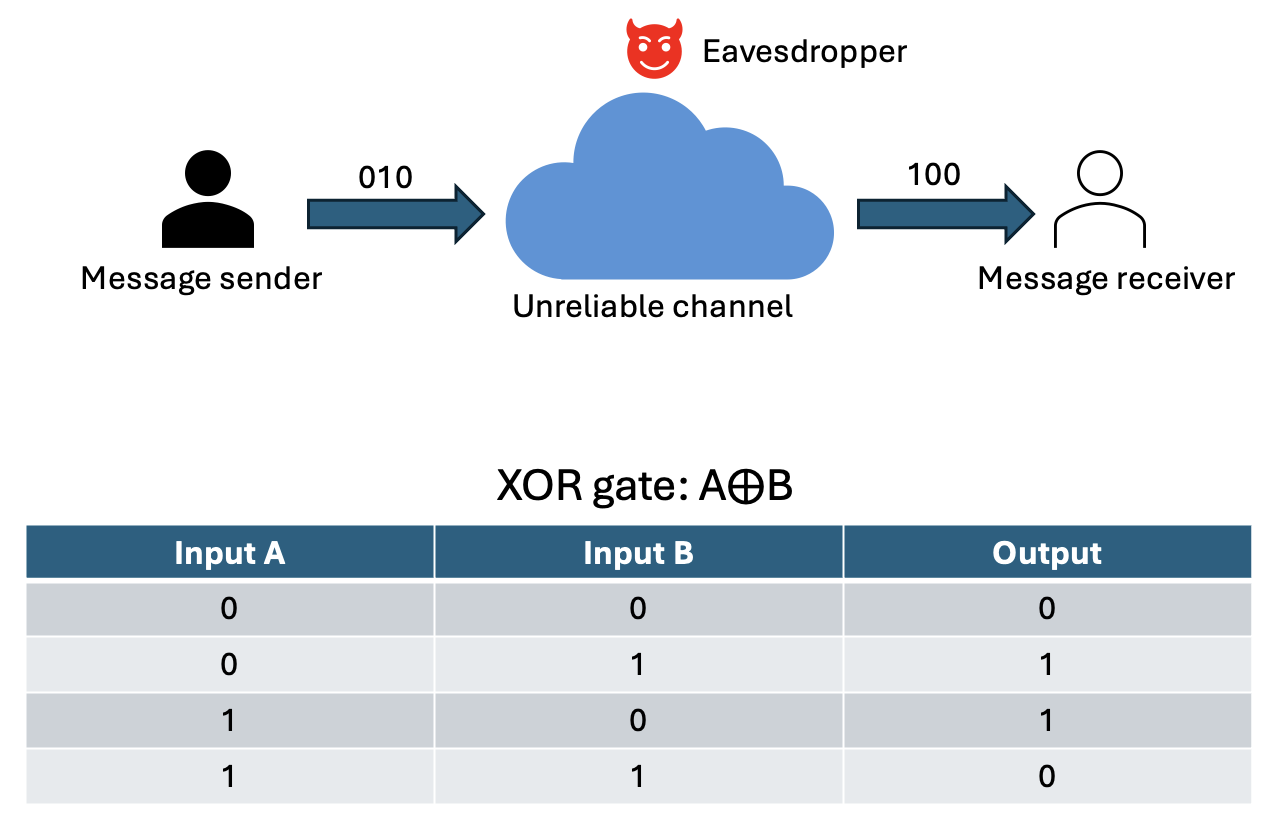 Eavesdropper
010
100
Message sender
Message receiver
Unreliable channel
XOR gate: A⊕B
Input A Input B Output
0 0 0
0 1 1
1 0 1
1 1 0